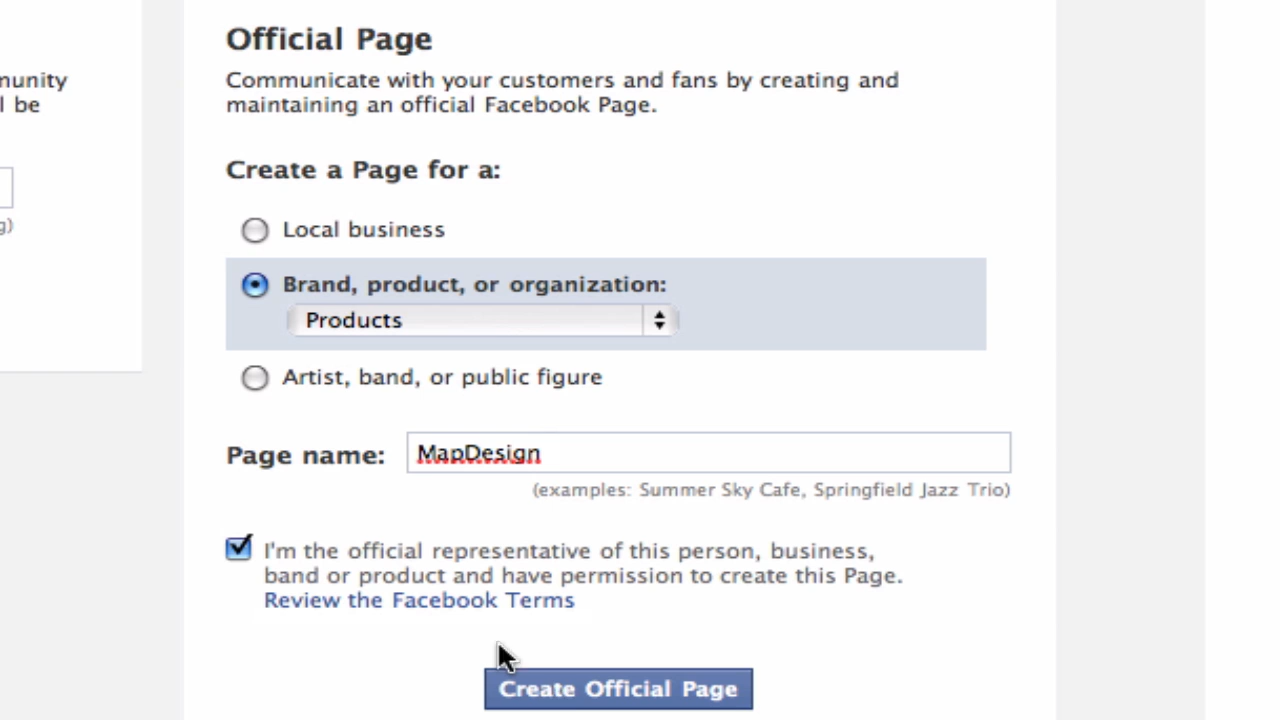 munity
l be
g)
Official Page
Communicate with your customers and fans by creating and
maintaining an official Facebook Page.
Create a Page for a:
Local business
Brand, product, or organization:
Products
Artist, band, or public figure
Page name: MapDesign
(examples: Summer Sky Cafe, Springfield Jazz Trio)
I'm the official representative of this person, business,
band or product and have permission to create this Page.
Review the Facebook Terms
Create Official Page